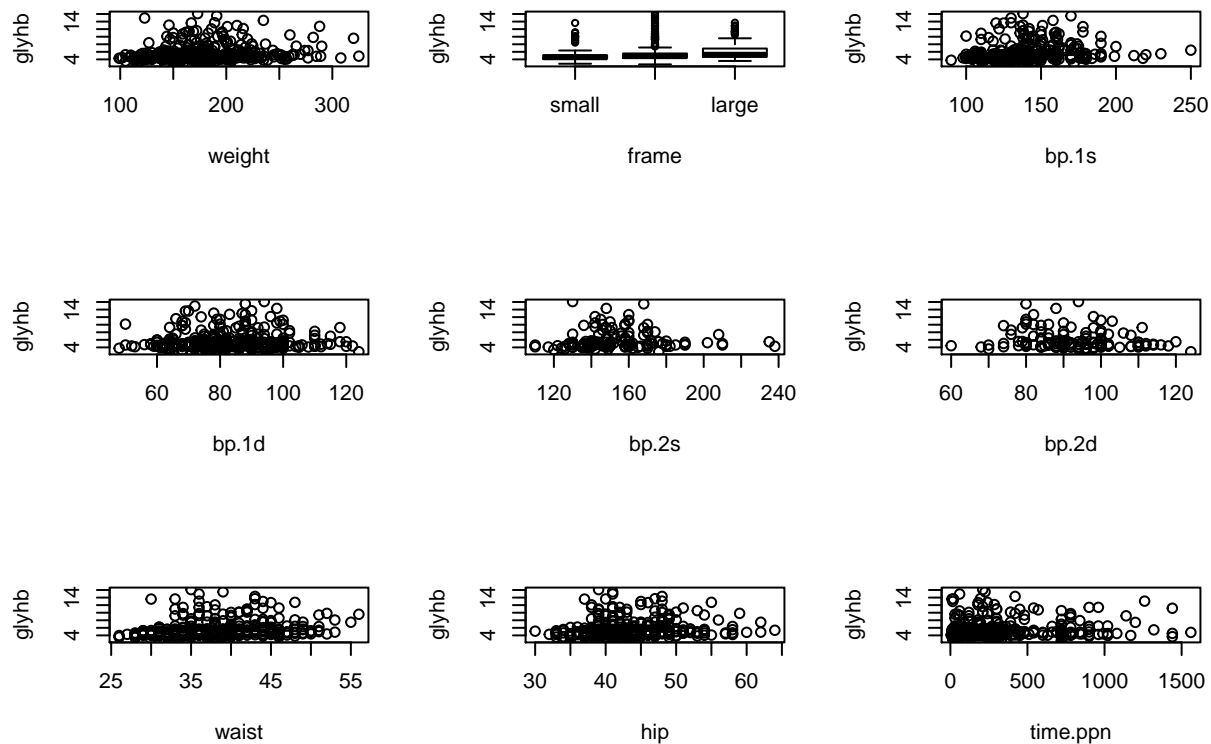 glyhb
14
4
100 200 300
weight
glyhb
14
4
small large
frame
glyhb
14
4
100 150 200 250
bp.1s
glyhb
14
4
60 80 100 120
bp.1d
glyhb
14
4
120 160 200 240
bp.2s
glyhb
14
4
60 80 100 120
bp.2d
glyhb
14
4
25 35 45 55
waist
glyhb
14
4
30 40 50 60
hip
glyhb
14
4
0 500 1000 1500
time.ppn